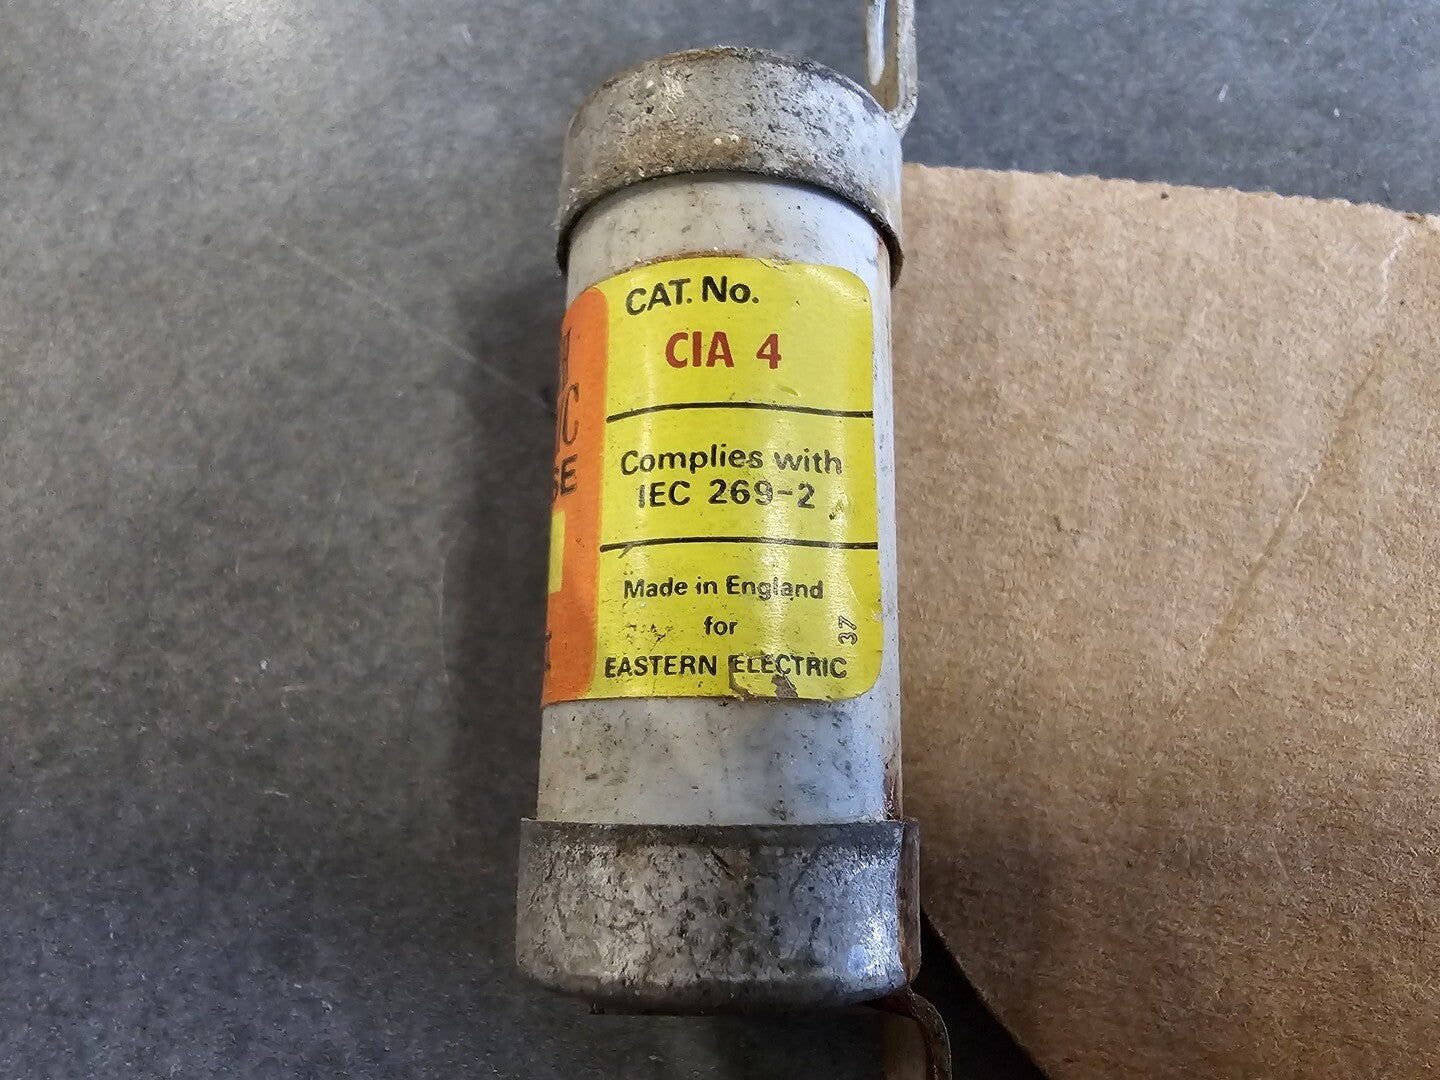 CAT. No.
CIA 4
Complies with
IEC 269-2
Made in England
for
37
EASTERN ELECTRIC